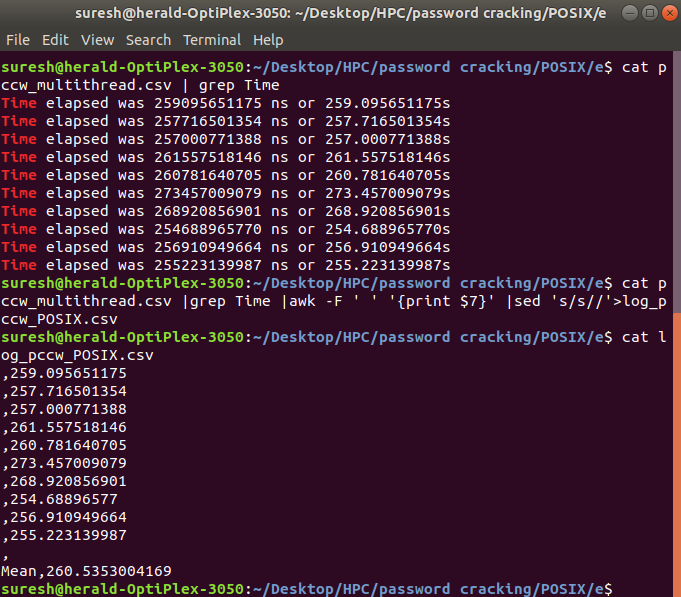 suresh@herald-OptiPlex-3050: ~/Desktop/HPC/password cracking/POSIX/e
File Edit View Search Terminal Help
suresh@herald-OptiPlex-3050:~/Desktop/HPC/password cracking/POSIX/e$ cat p
ccw_multithread.csv | grep Time
Time elapsed was 259095651175 ns or 259.095651175s
Time elapsed was 257716501354 ns or 257.716501354s
Time elapsed was 257000771388 ns or 257.000771388s
Time elapsed was 261557518146 ns or 261.557518146s
Time elapsed was 260781640705 ns or 260.781640705s
Time elapsed was 273457009079 ns or 273.457009079s
Time elapsed was 268920856901 ns or 268.920856901s
Time elapsed was 254688965770 ns or 254.688965770s
Time elapsed was 256910949664 ns or 256.910949664s
Time elapsed was 255223139987 ns or 255.223139987s
suresh@herald-OptiPlex-3050:~/Desktop/HPC/password cracking/POSIX/e$ cat p
ccw_multithread.csv |grep Time |awk -F ' ' '{print $7}' |sed 's/s//'>log_p
ccw_POSIX.csv
suresh@herald-OptiPlex-3050:~/Desktop/HPC/password cracking/POSIX/e$ cat l
og_pccw_POSIX.csv
,259.095651175
,257.716501354
,257.000771388
,261.557518146
,260.781640705
,273.457009079
,268.920856901
,254.68896577
,256.910949664
,255.223139987
,
Mean,260.5353004169
suresh@herald-OptiPlex-3050:~/Desktop/HPC/password cracking/POSIX/e$